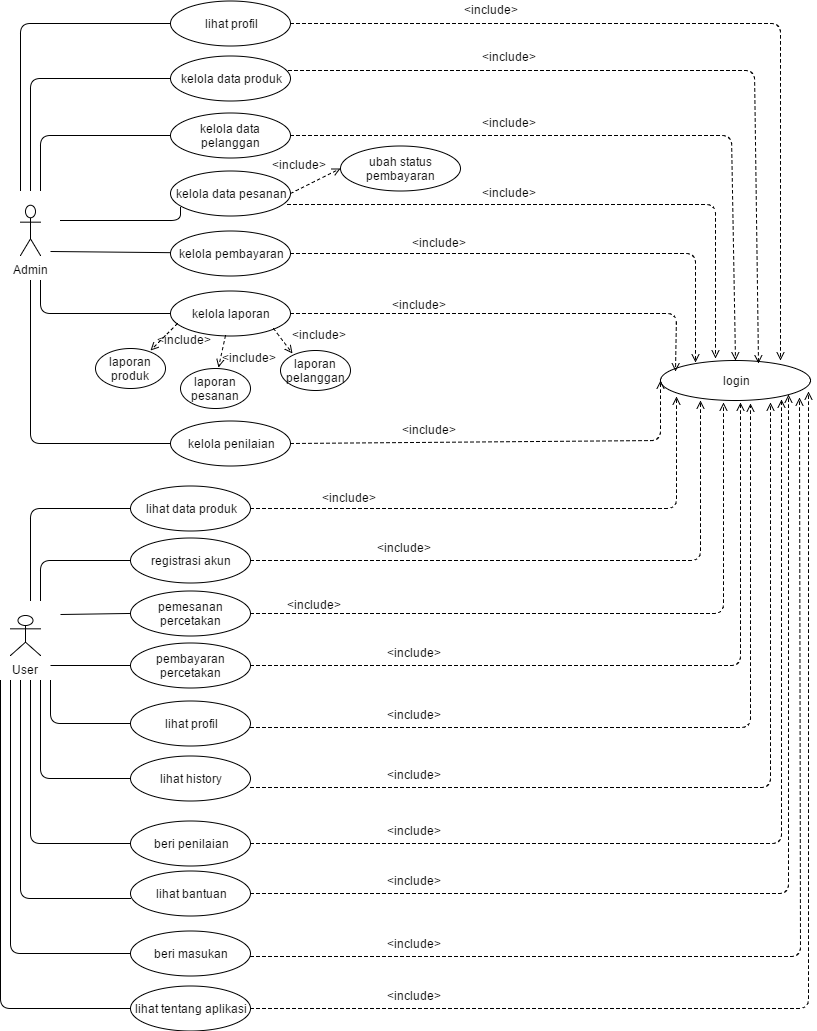 <include>
lihat profil
<include>
kelola data produk
<include>
kelola data
pelanggan
<include>
ubah status
pembayaran
kelola data pesanan
<include>
<include>
kelola pembayaran
Admin
<include>
kelola laporan
<include>
<include>
<include>
laporan
produk
laporan
pesanan
laporan
pelanggan
login
<include>
kelola penilaian
<include>
lihat data produk
<include>
registrasi akun
<include>
pemesanan
percetakan
User
<include>
pembayaran
percetakan
<include>
lihat profil
<include>
lihat history
<include>
beri penilaian
<include>
lihat bantuan
<include>
beri masukan
<include>
lihat tentang aplikasi